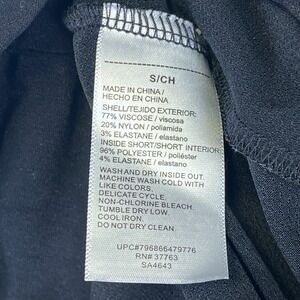 S/CH
MADE IN CHINA/
HECHO EN CHINA
SHELL/TEJIDO EXTERIOR:
77% VISCOSE / viscosa
20% NYLON / poliamida
3% ELASTANE / elastano
INSIDE SHORT/SHORT INTERIOR:
96% POLYESTER / poliéster
4% ELASTANE / elastano
WASH AND DRY INSIDE OUT.
MACHINE WASH COLD WITH
LIKE COLORS.
DELICATE CYCLE.
NON-CHLORINE BLEACH.
TUMBLE DRY LOW.
COOL IRON.
DO NOT DRY CLEAN.
UPC#796866479776
RN# 37763
SA4643